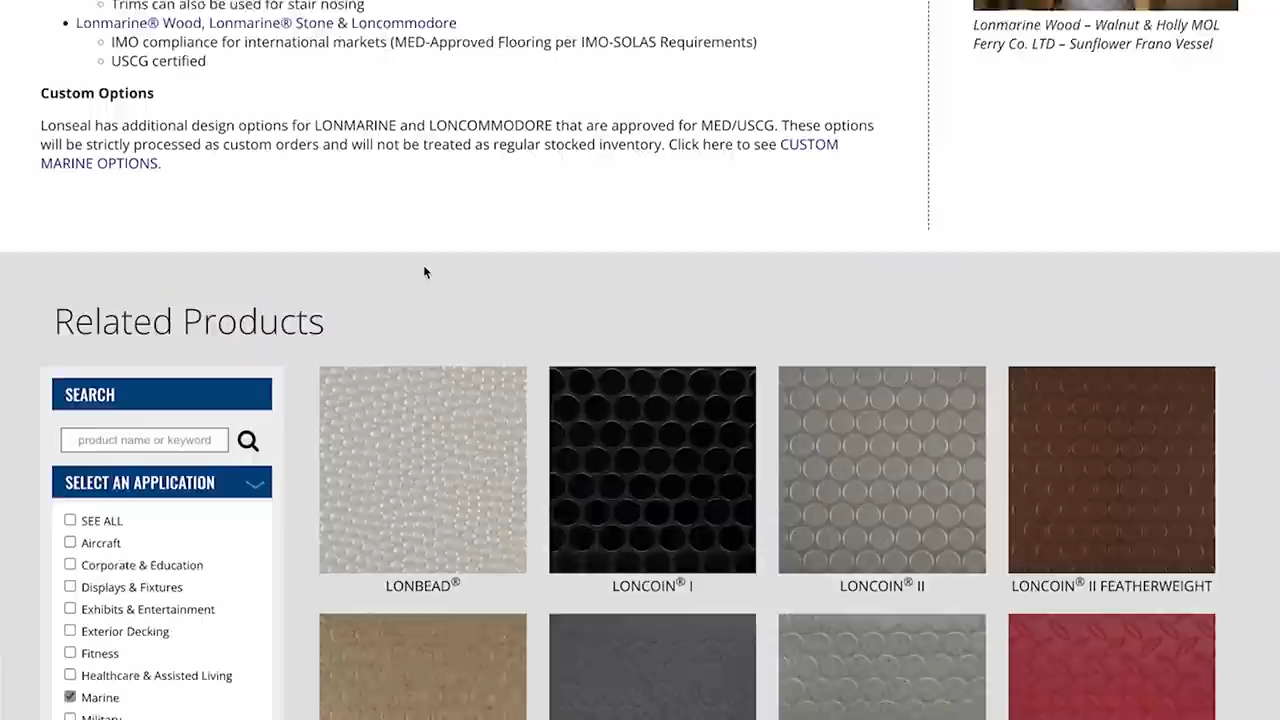 Trims can also be used for stair nosing
Lonmarine® Wood, Lonmarine® Stone & Loncommodore
IMO compliance for international markets (MED-Approved Flooring per IMO-SOLAS Requirements)
USCG certified
Custom Options
Lonseal has additional design options for LONMARINE and LONCOMMODORE that are approved for MED/USCG. These options
will be strictly processed as custom orders and will not be treated as regular stocked inventory. Click here to see CUSTOM
MARINE OPTIONS.
Lonmarine Wood – Walnut & Holly MOL
Ferry Co. LTD – Sunflower Frano Vessel
Related Products
SEARCH
product name or keyword
SELECT AN APPLICATION
SEE ALL
Aircraft
Corporate & Education
Displays & Fixtures
Exhibits & Entertainment
Exterior Decking
Fitness
Healthcare & Assisted Living
Marine
Military
LONBEAD®
LONCOIN® I
LONCOIN® II
LONCOIN® II FEATHERWEIGHT